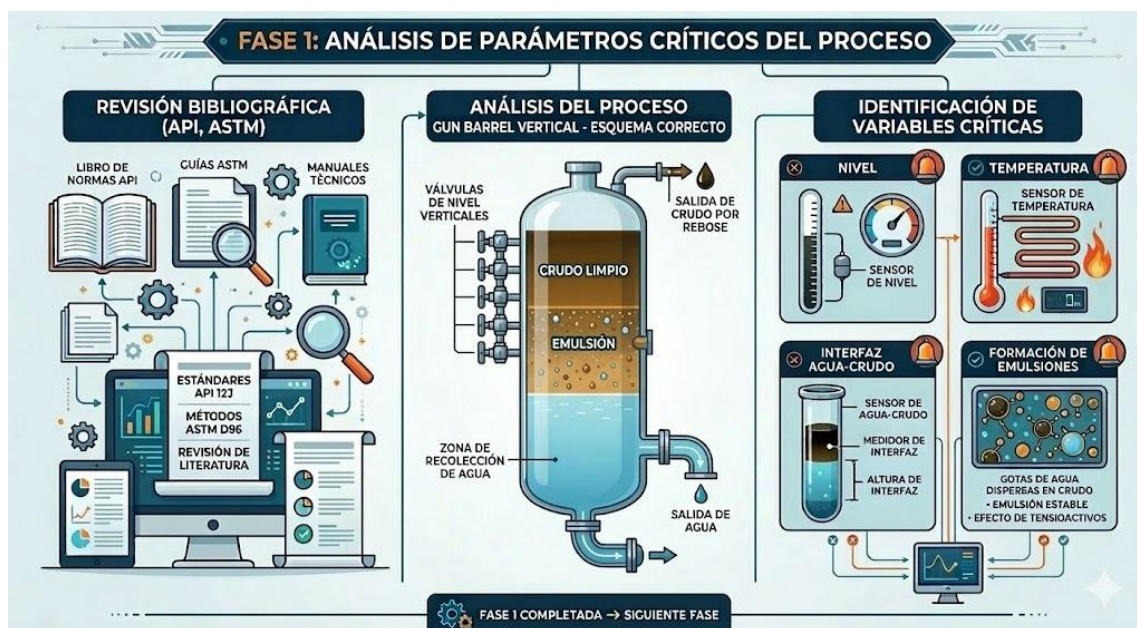 FASE 1: ANÁLISIS DE PARÁMETROS CRÍTICOS DEL PROCESO
REVISIÓN BIBLIOGRÁFICA
(API, ASTM)
LIBRO DE
NORMAS API
GUÍAS ASTM
MANUALES
TÈCNICOS
ESTÁNDARES
API 12J
MÉTODOS
ASTM D96
REVISIÓN DE
LITERATURA
ANÁLISIS DEL PROCESO
GUN BARREL VERTICAL - ESQUEMA CORRECTO
VÁLVULAS
DE NIVEL
VERTICALES
SALIDA DE
CRUDO POR
REBOSE
CRUDO LIMPIO
EMULSIÓN
ZONA DE
RECOLECCIÓN
DE AGUA
SALIDA DE
AGUA
IDENTIFICACIÓN DE
VARIABLES CRÍTICAS
NIVEL
SENSOR
DE NIVEL
TEMPERATURA
SENSOR DE
TEMPERATURA
INTERFAZ
AGUA-CRUDO
SENSOR DE
AGUA-CRUDO
MEDIDOR DE
INTERFAZ
ALTURA DE
INTERFAZ
FORMACIÓN DE
EMULSIONES
GOTAS DE AGUA
DISPERGAS EN CRUDO
• EMULSIÓN ESTABLE
• EFECTO DE TENSIOACTIVOS
FASE 1 COMPLETADA → SIGUIENTE FASE